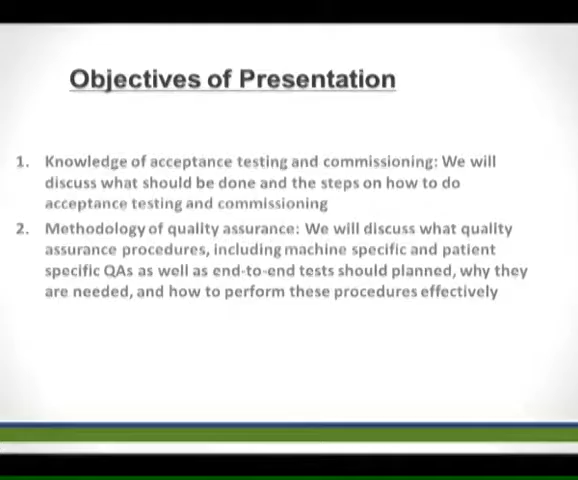 Objectives of Presentation
1. Knowledge of acceptance testing and commissioning: We will
discuss what should be done and the steps on how to do
acceptance testing and commissioning
2. Methodology of quality assurance: We will discuss what quality
assurance procedures, including machine specific and patient
specific QAs as well as end-to-end tests should planned, why they
are needed, and how to perform these procedures effectively